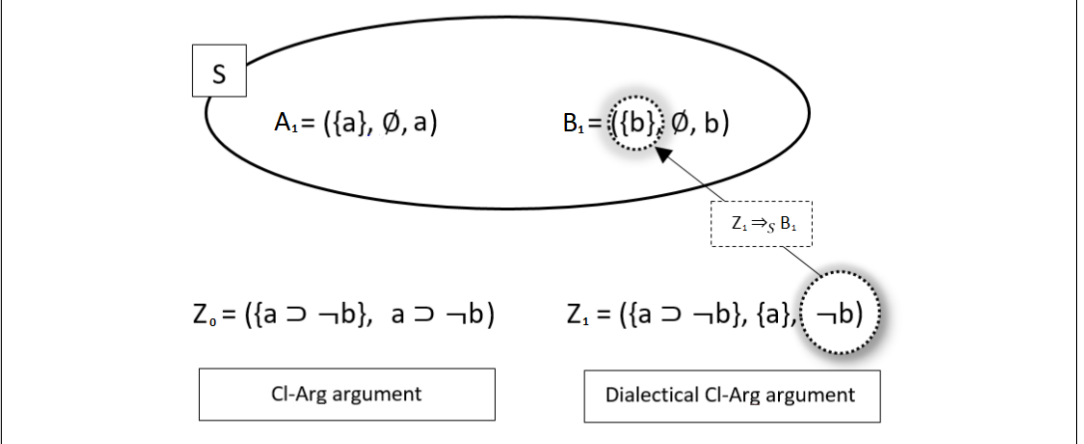 S
A₁= ({a}, Ø, a) B₁= ({b}, Ø, b)
Z₁ ⇒S B₁
Z₀ = ({a ⊃ ¬b}, a ⊃ ¬b) Z₁ = ({a ⊃ ¬b}, {a}, ¬b)
Cl-Arg argument Dialectical Cl-Arg argument